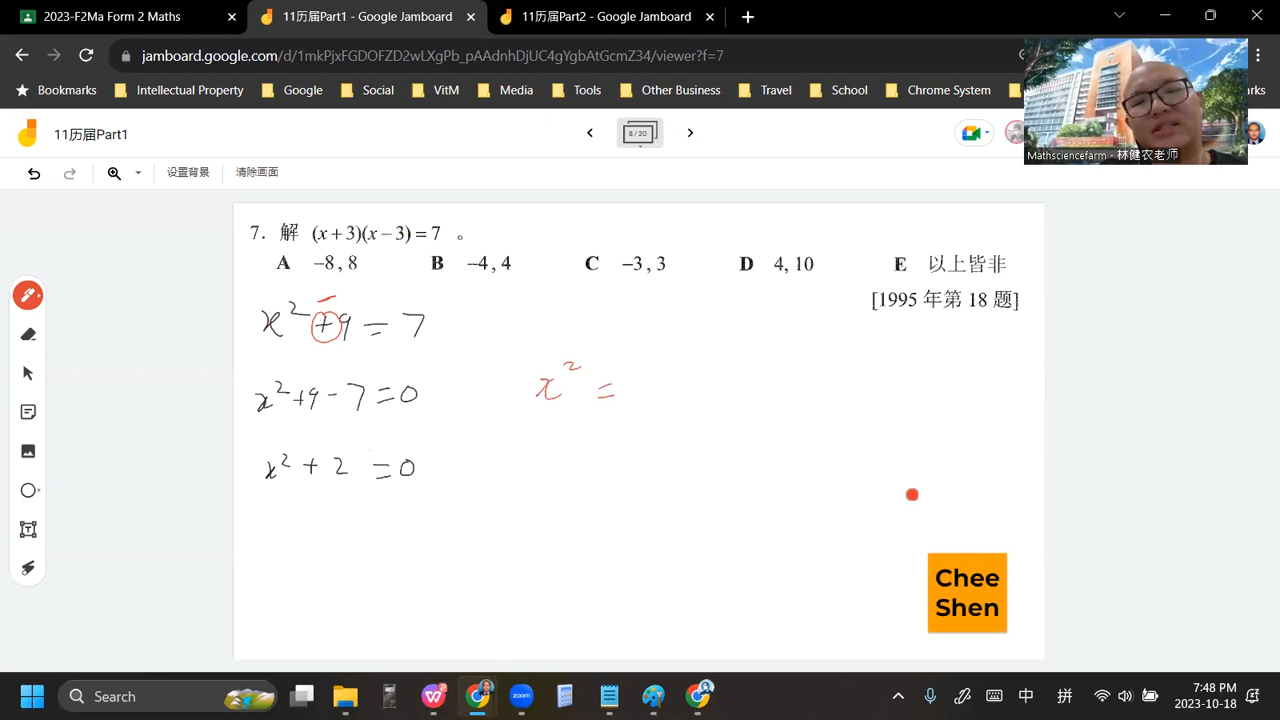 2023-F2Ma Form 2 Maths
11历届Part1 - Google Jamboard
11历届Part2 - Google Jamboard
jamboard.google.com/d/1mkPjxFGD
/viewer?f=7
Bookmarks
Intellectual Property
Google
Social
VitM
Media
Tools
Other Business
Travel
School
Chrome System
11历届Part1
6 / 20
Mathsciencefarm - 林健农老师
设置背景
清除画面
7. 解 (x + 3)(x − 3) = 7 。
A −8 , 8 B −4 , 4 C −3 , 3 D 4 , 10 E 以上皆非
[1995 年第 18 题]
x² + 9 = 7
x² + 9 − 7 = 0
x² =
x² + 2 = 0
Chee
Shen
Search
中
拼
7:48 PM
2023-10-18